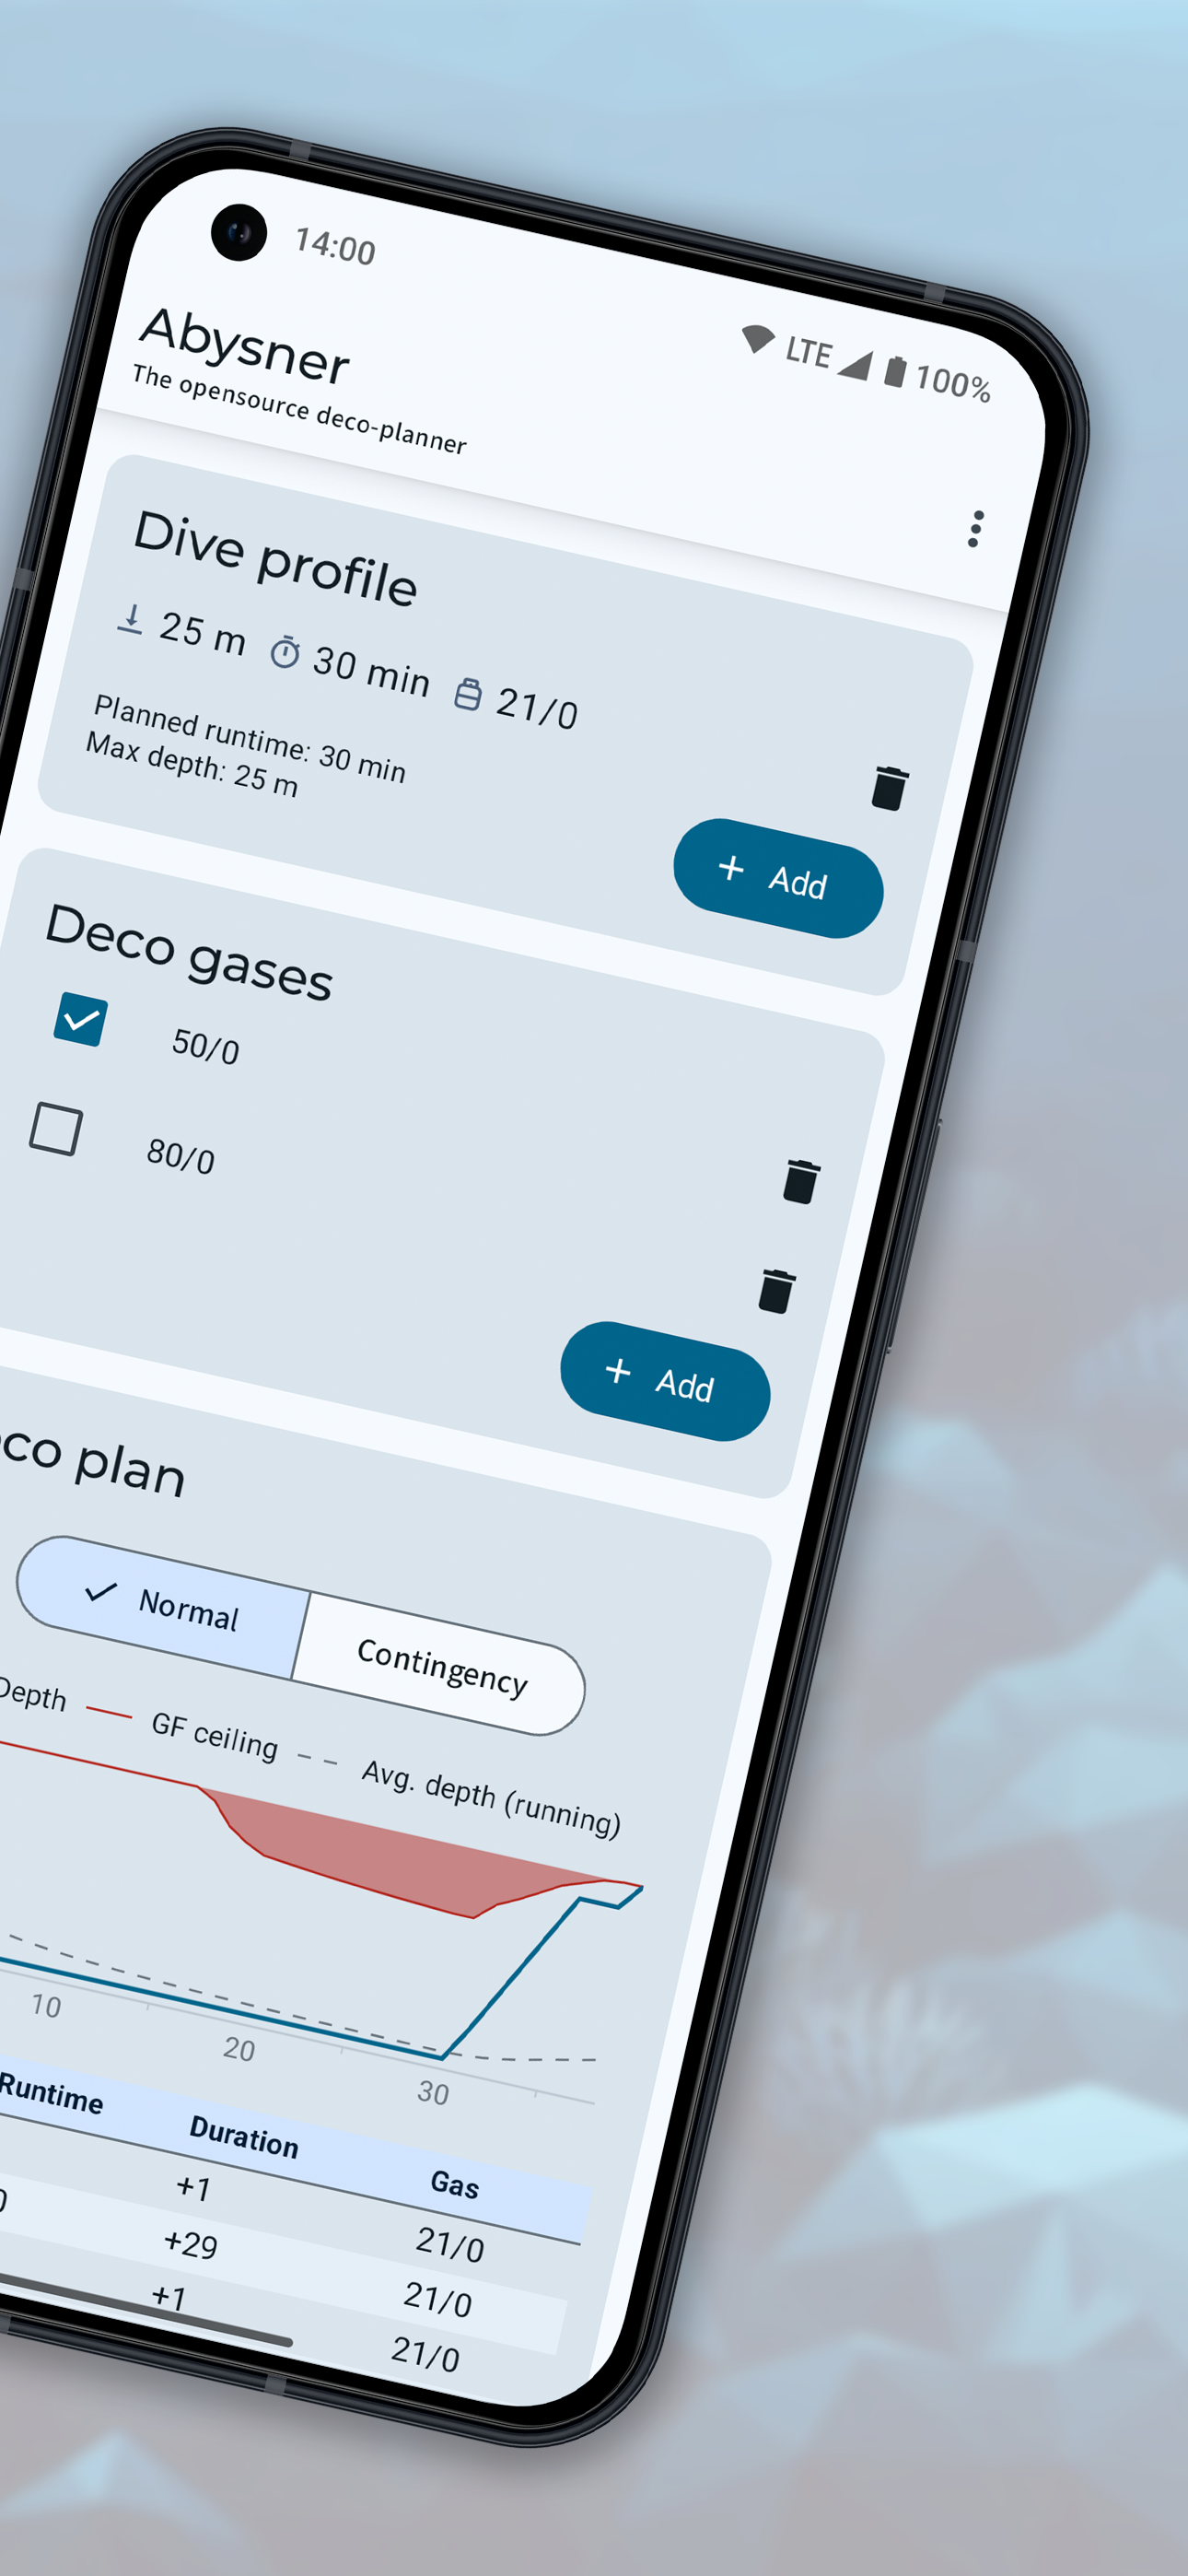 14:00
LTE 100%
Abysner
The opensource deco-planner
Dive profile
25 m 30 min 21/0
Planned runtime: 30 min
Max depth: 25 m
+ Add
Deco gases
50/0
80/0
+ Add
co plan
Normal Contingency
Depth GF ceiling Avg. depth (running)
10 20 30
Runtime Duration Gas
+1 21/0
+29 21/0
+1 21/0